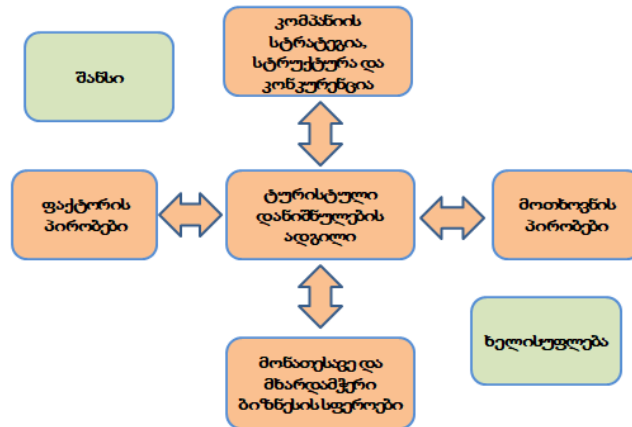 კომპანიის
სტრატეგია,
სტრუქტურა და
კონკურენცია
შანსი
ფაქტორის
პირობები
ტურისტული
დანიშნულების
ადგილი
მოთხოვნის
პირობები
ხელისუფლება
მონათესავე და
მხარდამჭერი
ბიზნესის სფეროები